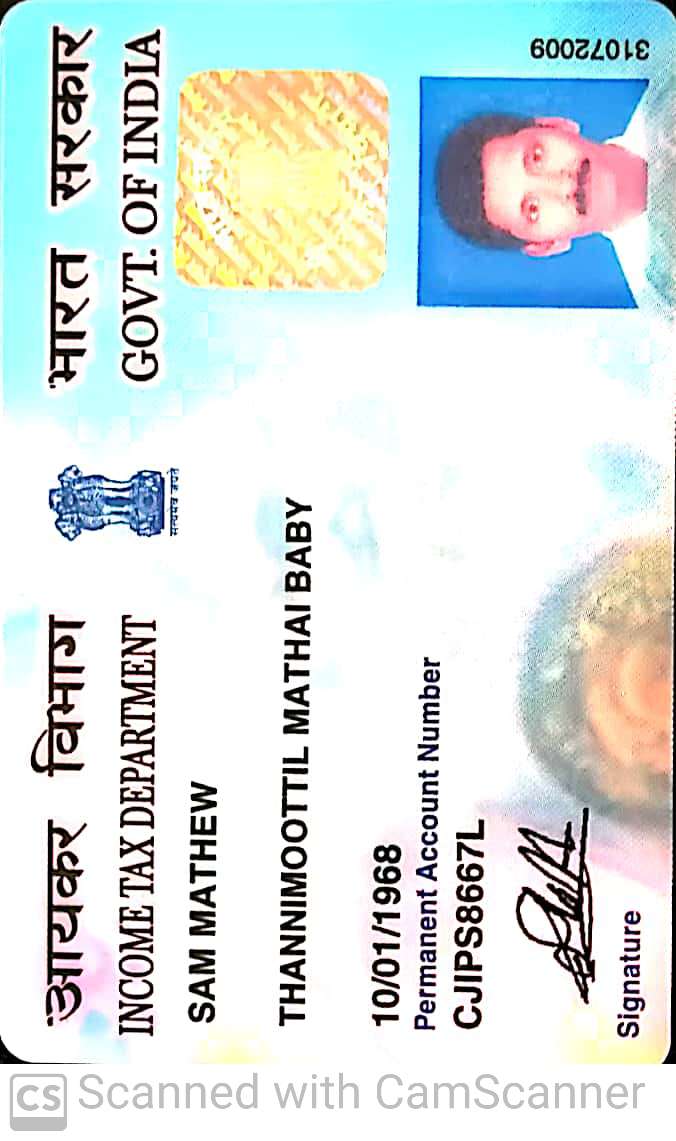 आयकर विभाग
INCOME TAX DEPARTMENT
सत्यमेव जयते
भारत सरकार
GOVT. OF INDIA
SAM MATHEW
THANNIMOOTTIL MATHAI BABY
10/01/1968
Permanent Account Number
CJIPS8667L
Signature
31072009
CS Scanned with CamScanner